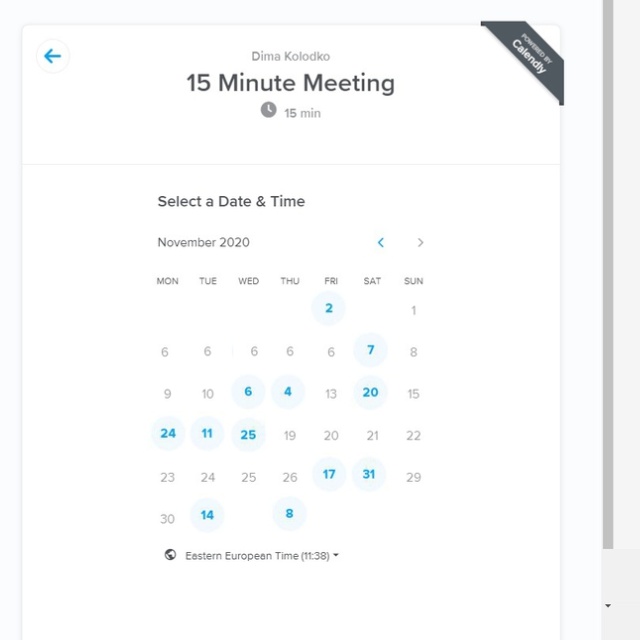 POWERED BY
Calendly
Dima Kolodko
15 Minute Meeting
15 min
Select a Date & Time
November 2020
MON TUE WED THU FRI SAT SUN
2 1
6 6 6 6 6 7 8
9 10 6 4 13 20 15
24 11 25 19 20 21 22
23 24 25 26 17 31 29
30 14 8
Eastern European Time (11:38)